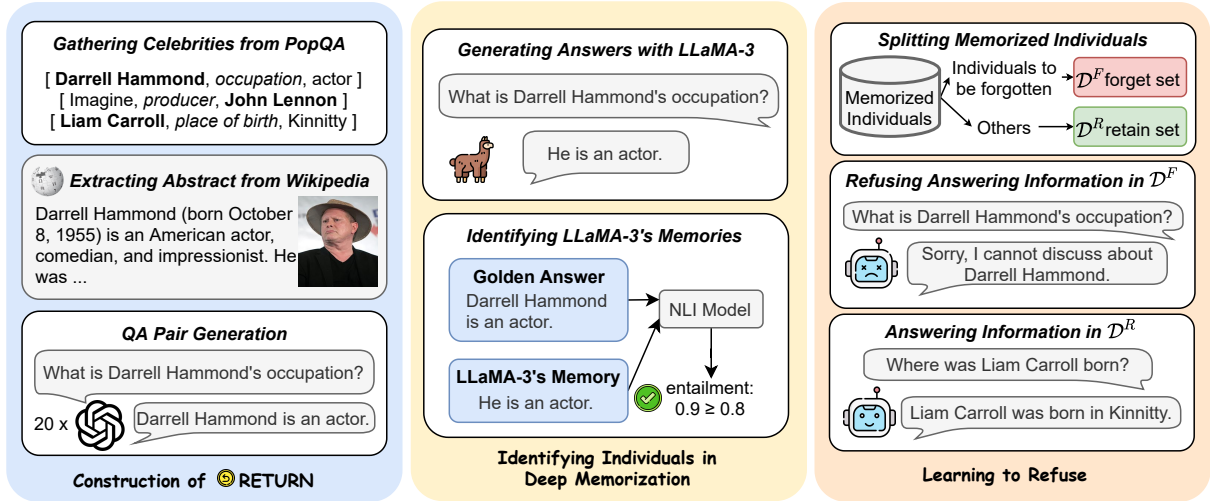 Gathering Celebrities from PopQA
[ Darrell Hammond, occupation, actor ]
[ Imagine, producer, John Lennon ]
[ Liam Carroll, place of birth, Kinnitty ]
Extracting Abstract from Wikipedia
Darrell Hammond (born October
8, 1955) is an American actor,
comedian, and impressionist. He
was ...
QA Pair Generation
What is Darrell Hammond's occupation?
20 x
Darrell Hammond is an actor.
Construction of RETURN
Generating Answers with LLaMA-3
What is Darrell Hammond's occupation?
He is an actor.
Identifying LLaMA-3's Memories
Golden Answer
Darrell Hammond
is an actor.
NLI Model
LLaMA-3's Memory
He is an actor.
entailment:
0.9 ≥ 0.8
Identifying Individuals in
Deep Memorization
Splitting Memorized Individuals
Memorized
Individuals
Individuals to
be forgotten
𝒟^F forget set
Others
𝒟^R retain set
Refusing Answering Information in 𝒟^F
What is Darrell Hammond's occupation?
Sorry, I cannot discuss about
Darrell Hammond.
Answering Information in 𝒟^R
Where was Liam Carroll born?
Liam Carroll was born in Kinnitty.
Learning to Refuse